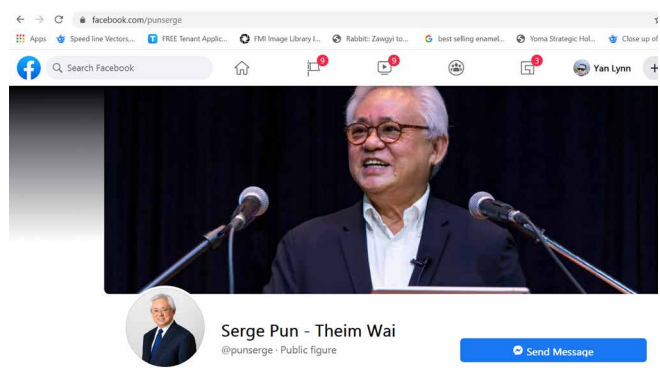 facebook.com/punserge
Apps Speed line Vectors,... FREE Tenant Applic... FMI Image Library I... Rabbit:: Zawgyi to... best selling enamel... Yoma Strategic Hol... Close up of
Search Facebook 9 9 3 Yan Lynn
Serge Pun - Theim Wai
@punserge · Public figure
Send Message